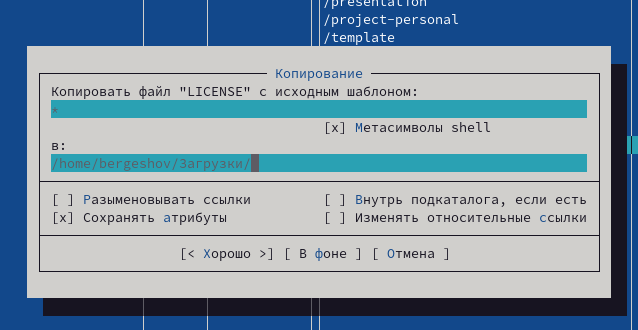 /presentation
/project-personal
/template
Копирование
Копировать файл "LICENSE" с исходным шаблоном:
*
[x] Метасимволы shell
в:
/home/bergeshov/Загрузки/
[ ] Разыменовывать ссылки [ ] Внутрь подкаталога, если есть
[x] Сохранять атрибуты [ ] Изменять относительные ссылки
[< Хорошо >] [ В фоне ] [ Отмена ]